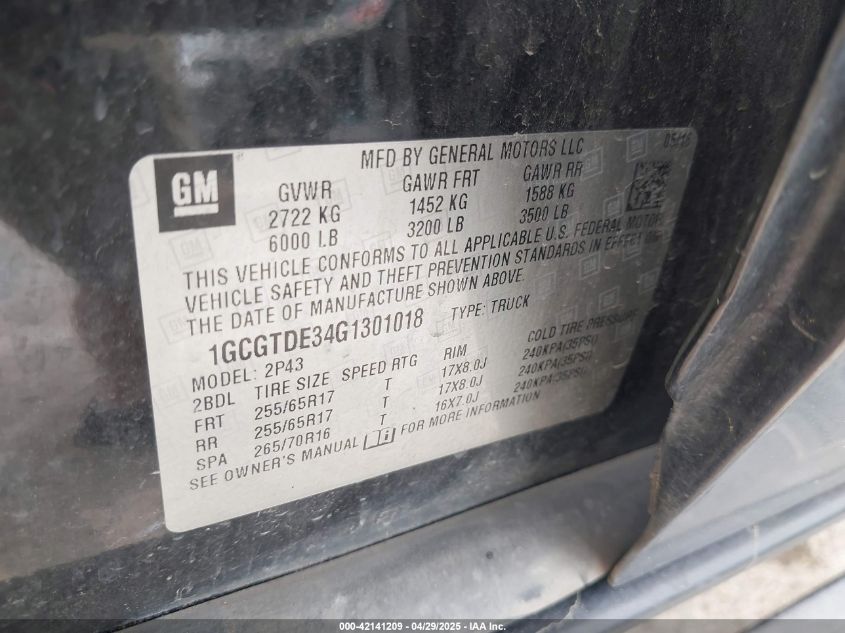 MFD BY GENERAL MOTORS LLC 05/16
GM GVWR GAWR FRT GAWR RR
2722 KG 1452 KG 1588 KG
6000 LB 3200 LB 3500 LB
THIS VEHICLE CONFORMS TO ALL APPLICABLE U.S. FEDERAL MOTOR
VEHICLE SAFETY AND THEFT PREVENTION STANDARDS IN EFFECT ON
THE DATE OF MANUFACTURE SHOWN ABOVE.
1GCGTDE34G1301018 TYPE: TRUCK
MODEL: 2P43
2BDL TIRE SIZE SPEED RTG RIM COLD TIRE PRESSURE
FRT 255/65R17 T 17X8.0J 240KPA(35PSI)
RR 255/65R17 T 17X8.0J 240KPA(35PSI)
SPA 265/70R16 T 16X7.0J 240KPA(35PSI)
SEE OWNER'S MANUAL FOR MORE INFORMATION
000-42141209 - 04/29/2025 - IAA Inc.